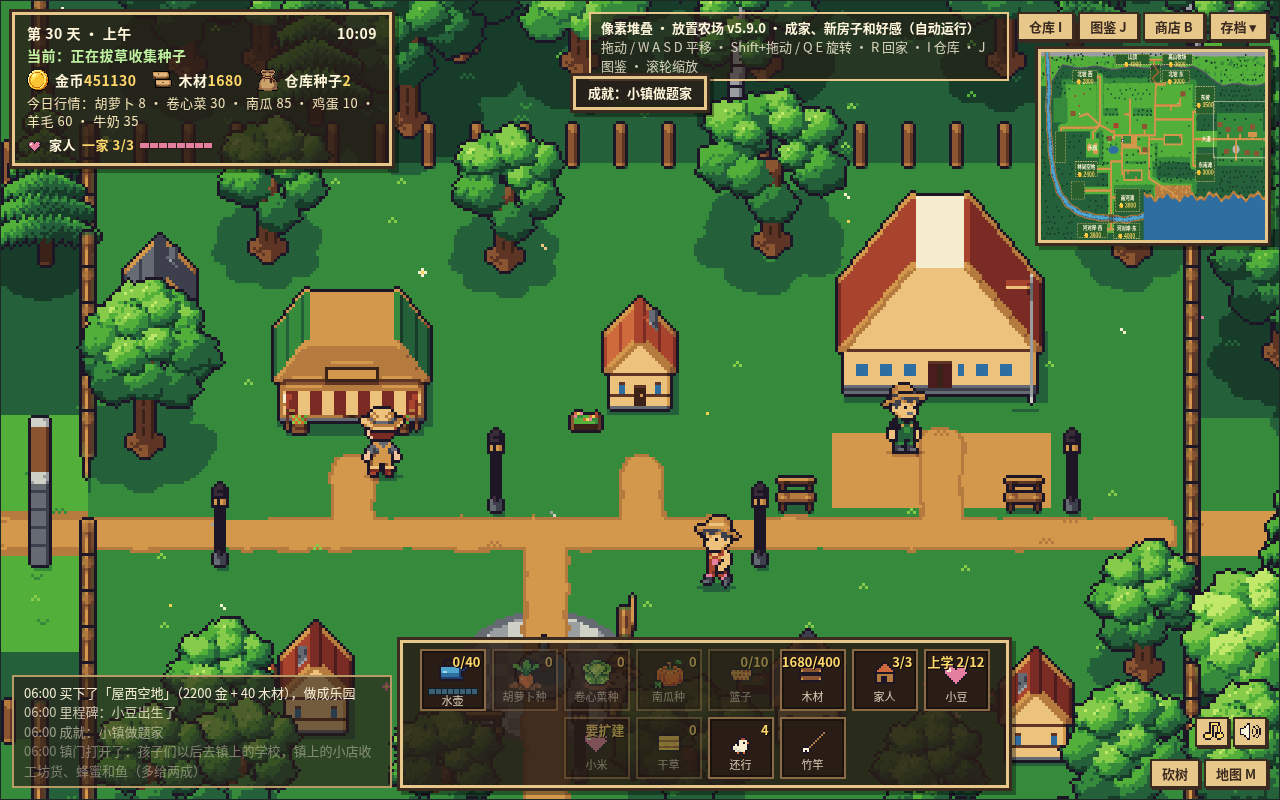 第 30 天 · 上午 10:09
当前：正在拔草收集种子
金币451130 木材1680 仓库种子2
今日行情：胡萝卜 8 · 卷心菜 30 · 南瓜 85 · 鸡蛋 10 ·
羊毛 60 · 牛奶 35
家人 一家 3/3
像素堆叠 · 放置农场 v5.9.0 · 成家、新房子和好感（自动运行）
拖动 / W A S D 平移 · Shift+拖动 / Q E 旋转 · R 回家 · I 仓库 · J
图鉴 · 滚轮缩放
成就：小镇做题家
仓库 I
图鉴 J
商店 B
存档 ▾
06:00 买下了「屋西空地」（2200 金 + 40 木材），做成乐园
06:00 里程碑：小豆出生了
06:00 成就：小镇做题家
06:00 镇门打开了：孩子们以后去镇上的学校，镇上的小店收
工坊货、蜂蜜和鱼（多给两成）
0/40
水壶
0
胡萝卜种
0
卷心菜种
0
南瓜种
0/10
篮子
1680/400
木材
3/3
家人
上学 2/12
小豆
要扩建
小米
0
干草
4
还行
竹竿
砍树
地图 M